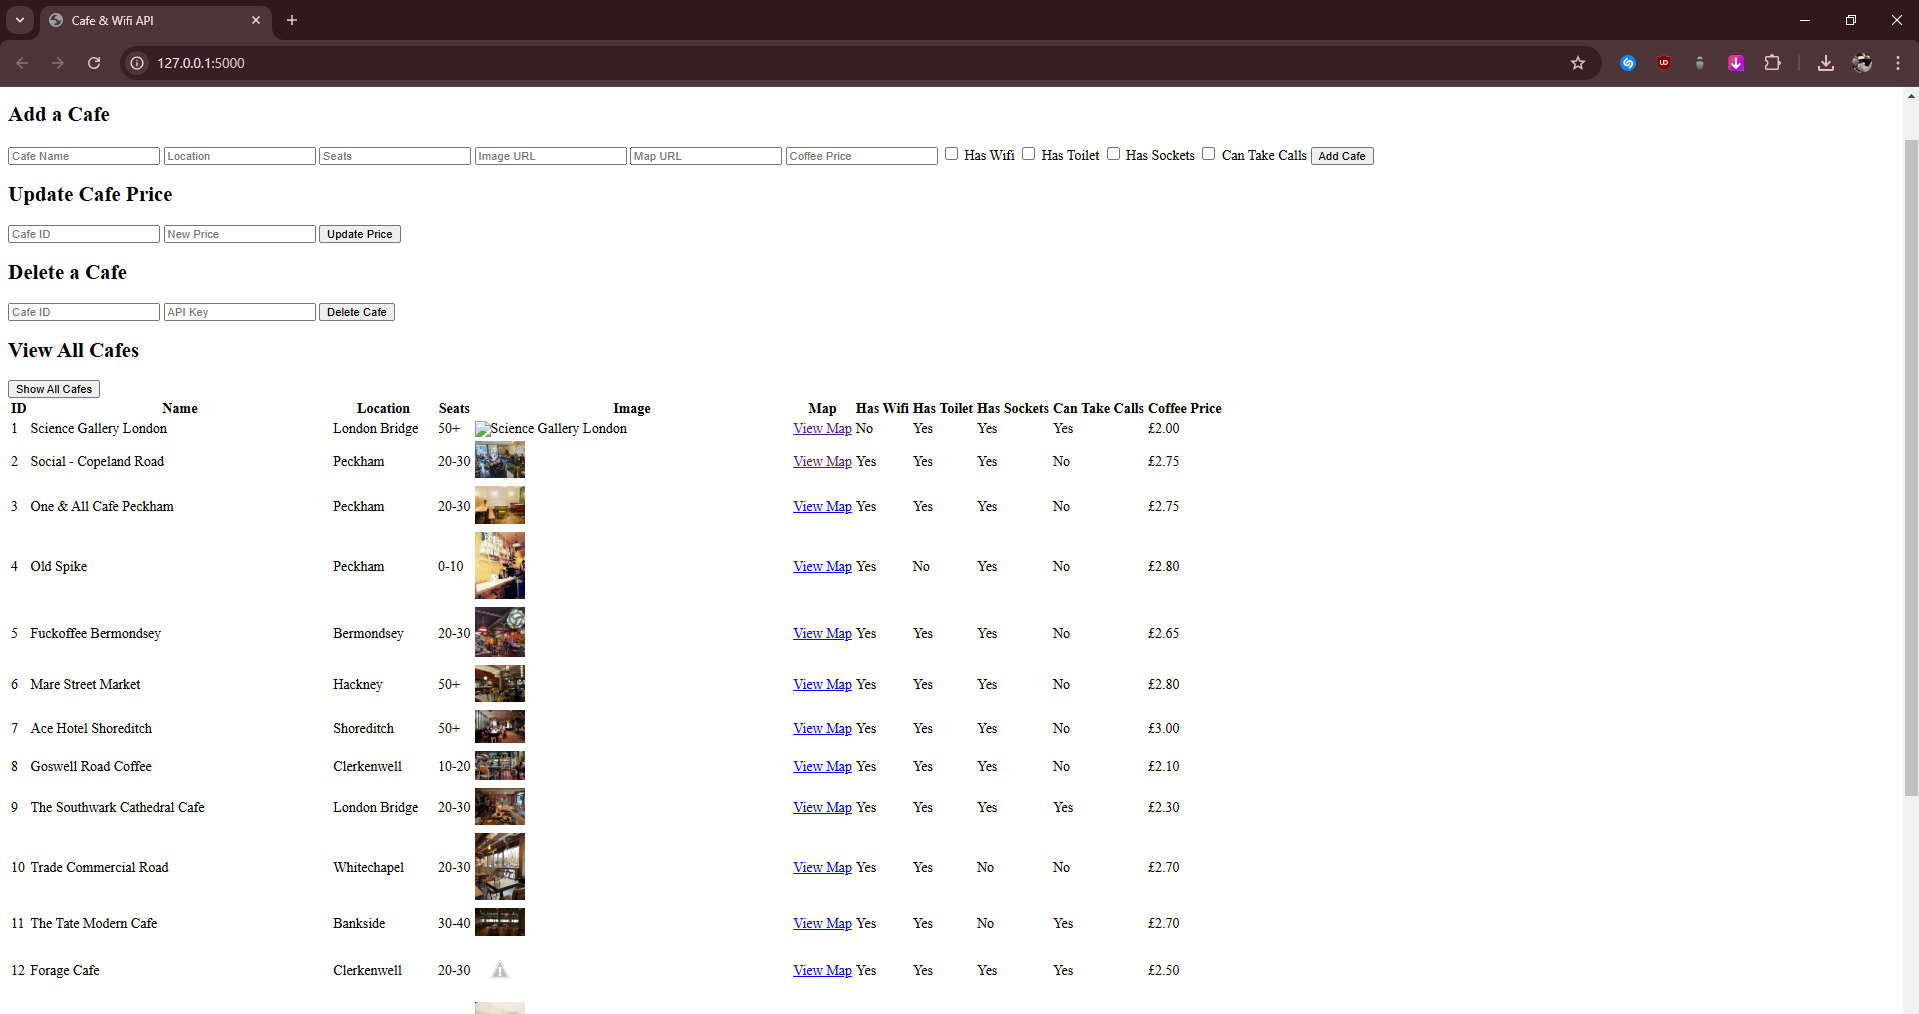 Cafe & Wifi API
127.0.0.1:5000
Add a Cafe
Cafe Name Location Seats Image URL Map URL Coffee Price Has Wifi Has Toilet Has Sockets Can Take Calls Add Cafe
Update Cafe Price
Cafe ID New Price Update Price
Delete a Cafe
Cafe ID API Key Delete Cafe
View All Cafes
Show All Cafes
ID Name Location Seats Image Map Has Wifi Has Toilet Has Sockets Can Take Calls Coffee Price
1 Science Gallery London London Bridge 50+ Science Gallery London View Map No Yes Yes Yes £2.00
2 Social - Copeland Road Peckham 20-30 View Map Yes Yes Yes No £2.75
3 One & All Cafe Peckham Peckham 20-30 View Map Yes Yes Yes No £2.75
4 Old Spike Peckham 0-10 View Map Yes No Yes No £2.80
5 Fuckoffee Bermondsey Bermondsey 20-30 View Map Yes Yes Yes No £2.65
6 Mare Street Market Hackney 50+ View Map Yes Yes Yes No £2.80
7 Ace Hotel Shoreditch Shoreditch 50+ View Map Yes Yes Yes No £3.00
8 Goswell Road Coffee Clerkenwell 10-20 View Map Yes Yes Yes No £2.10
9 The Southwark Cathedral Cafe London Bridge 20-30 View Map Yes Yes Yes Yes £2.30
10 Trade Commercial Road Whitechapel 20-30 View Map Yes Yes No No £2.70
11 The Tate Modern Cafe Bankside 30-40 View Map Yes Yes No Yes £2.70
12 Forage Cafe Clerkenwell 20-30 View Map Yes Yes Yes Yes £2.50